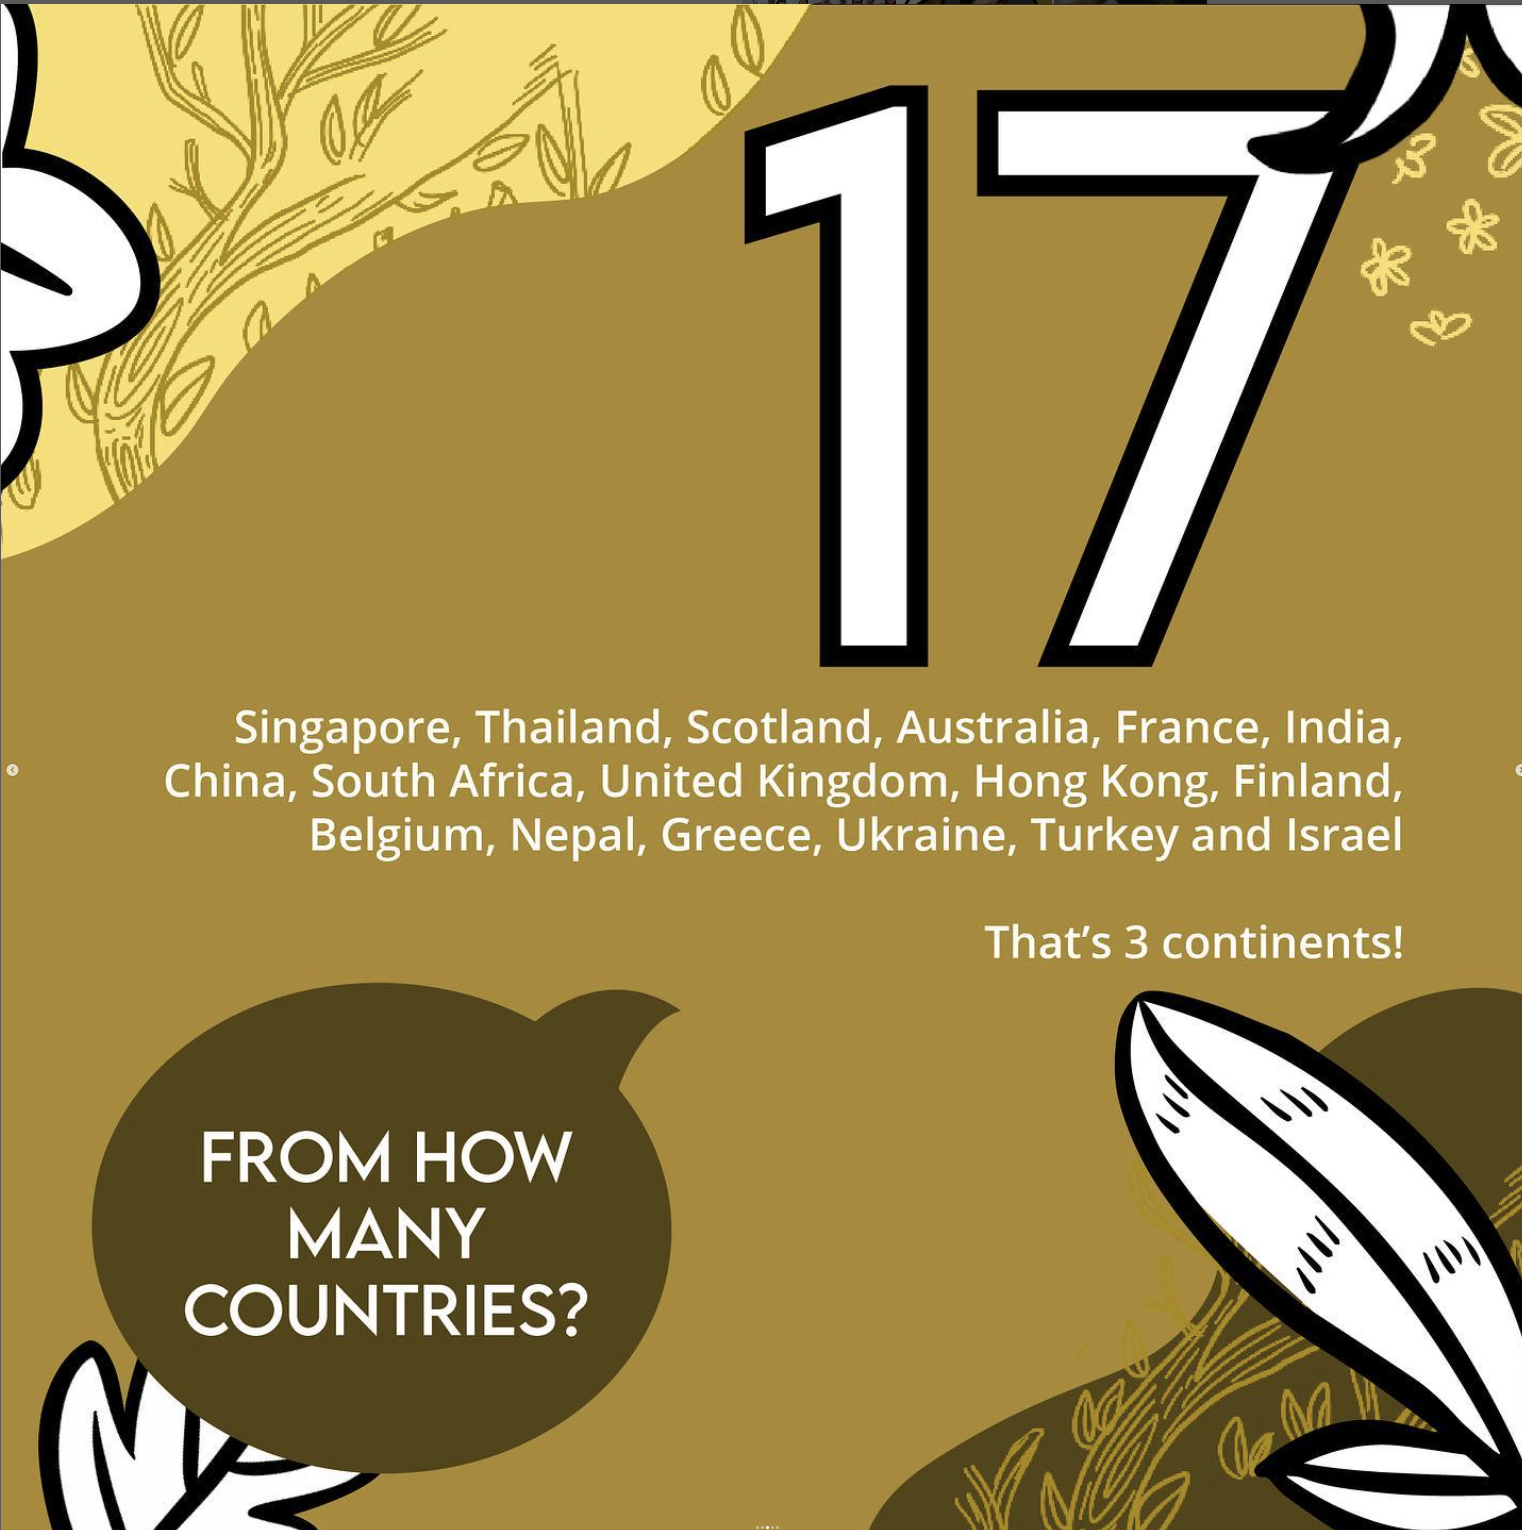 17
Singapore, Thailand, Scotland, Australia, France, India,
China, South Africa, United Kingdom, Hong Kong, Finland,
Belgium, Nepal, Greece, Ukraine, Turkey and Israel
That’s 3 continents!
FROM HOW
MANY
COUNTRIES?